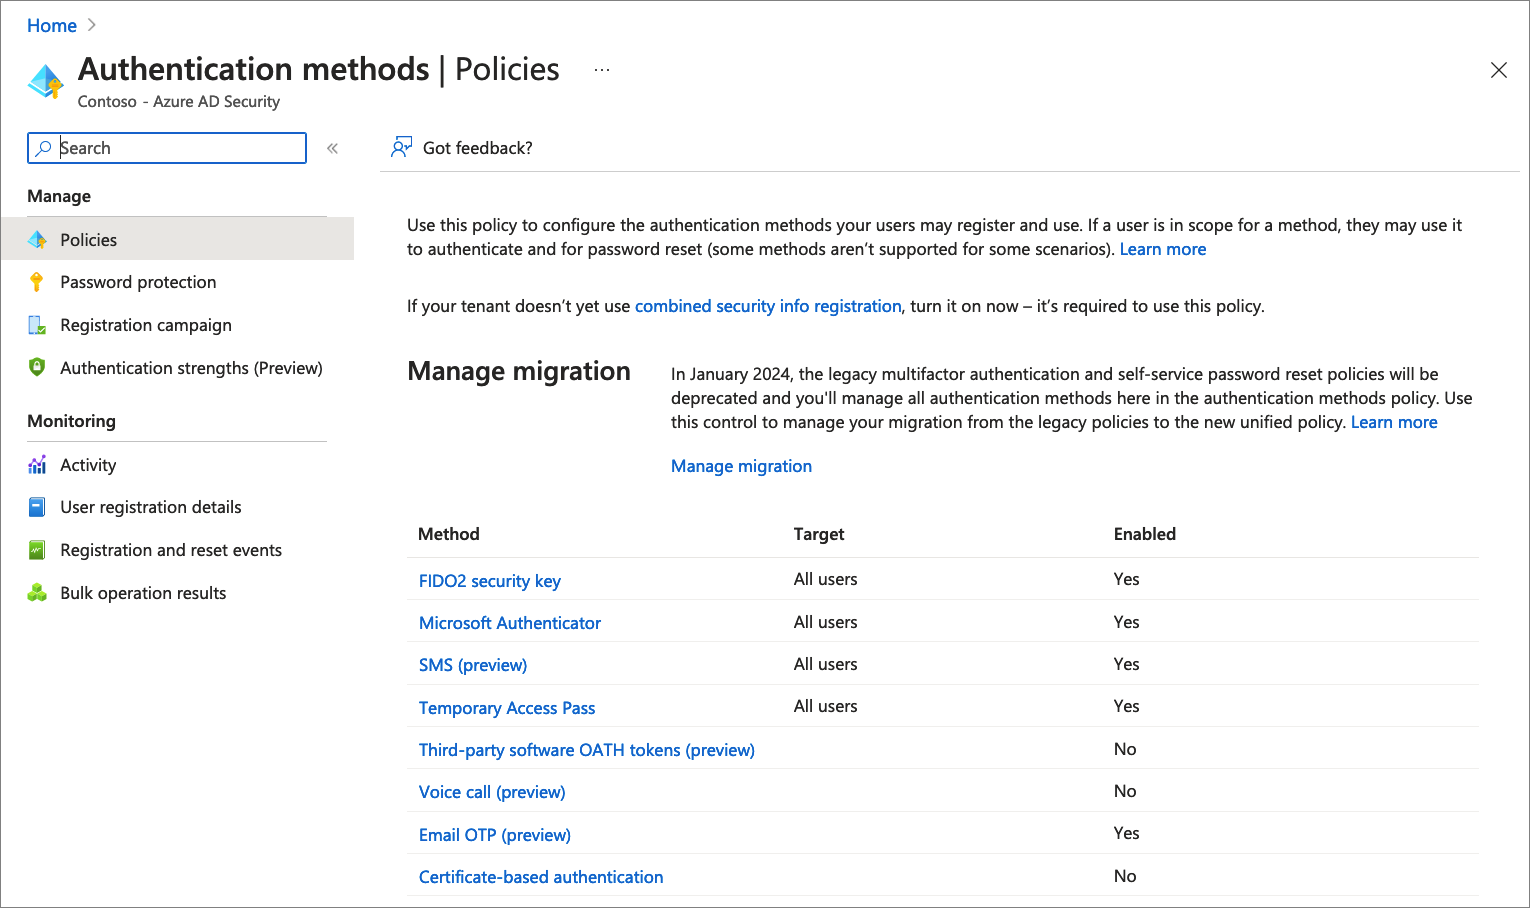 Home
Authentication methods | Policies ...
Contoso - Azure AD Security
Search
Got feedback?
Manage
Policies
Password protection
Registration campaign
Authentication strengths (Preview)
Monitoring
Activity
User registration details
Registration and reset events
Bulk operation results
Use this policy to configure the authentication methods your users may register and use. If a user is in scope for a method, they may use it
to authenticate and for password reset (some methods aren’t supported for some scenarios). Learn more
If your tenant doesn’t yet use combined security info registration, turn it on now – it’s required to use this policy.
Manage migration
In January 2024, the legacy multifactor authentication and self-service password reset policies will be
deprecated and you'll manage all authentication methods here in the authentication methods policy. Use
this control to manage your migration from the legacy policies to the new unified policy. Learn more
Manage migration
Method Target Enabled
FIDO2 security key All users Yes
Microsoft Authenticator All users Yes
SMS (preview) All users Yes
Temporary Access Pass All users Yes
Third-party software OATH tokens (preview) No
Voice call (preview) No
Email OTP (preview) Yes
Certificate-based authentication No